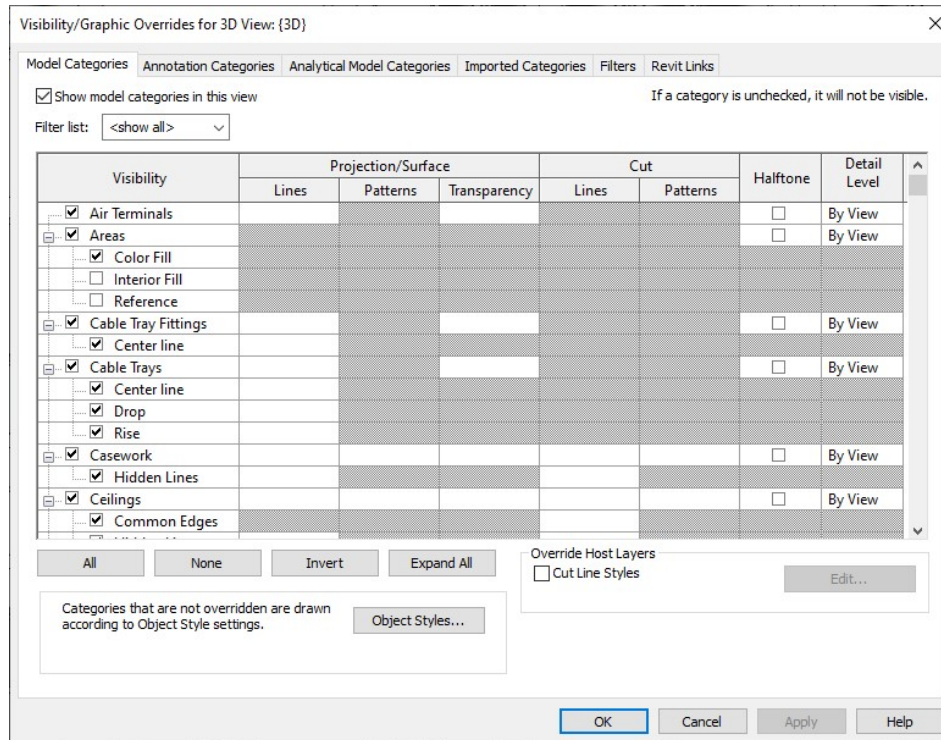 Visibility/Graphic Overrides for 3D View: {3D}
Model Categories Annotation Categories Analytical Model Categories Imported Categories Filters Revit Links
Show model categories in this view
If a category is unchecked, it will not be visible.
Filter list: <show all>
Visibility Projection/Surface Cut Halftone Detail Level
Lines Patterns Transparency Lines Patterns
Air Terminals By View
Areas By View
Color Fill
Interior Fill
Reference
Cable Tray Fittings By View
Center line
Cable Trays By View
Center line
Drop
Rise
Casework By View
Hidden Lines
Ceilings By View
Common Edges
All None Invert Expand All
Override Host Layers
Cut Line Styles Edit...
Categories that are not overridden are drawn
according to Object Style settings.
Object Styles...
OK Cancel Apply Help